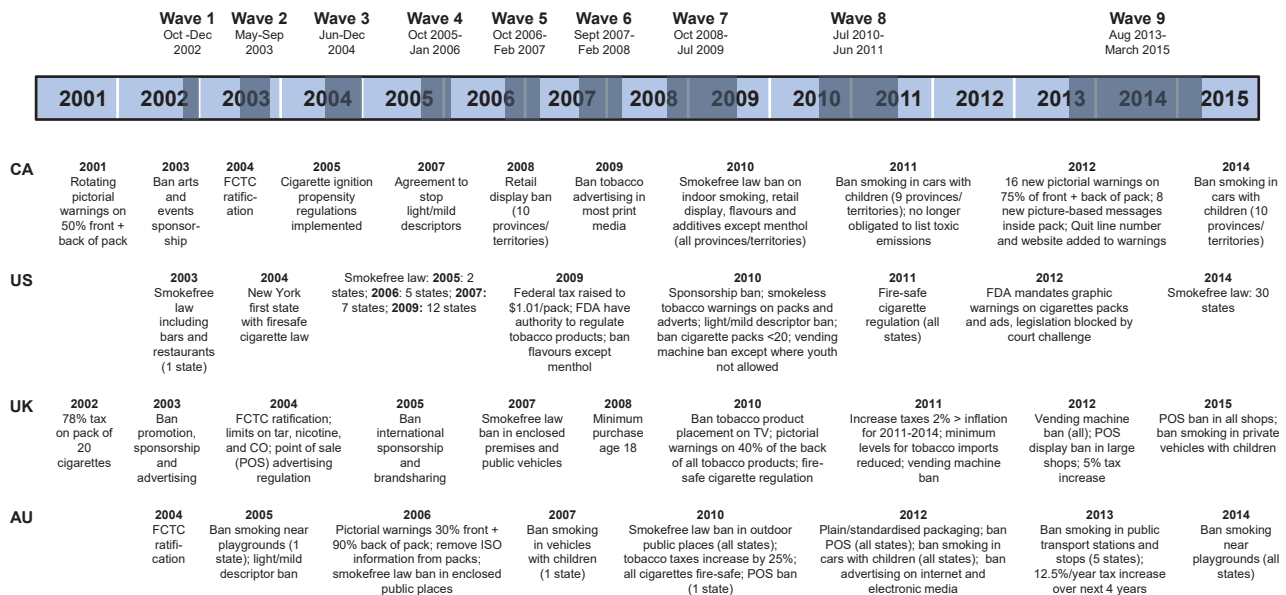 Wave 1
Oct -Dec
2002
Wave 2
May-Sep
2003
Wave 3
Jun-Dec
2004
Wave 4
Oct 2005-
Jan 2006
Wave 5
Oct 2006-
Feb 2007
Wave 6
Sept 2007-
Feb 2008
Wave 7
Oct 2008-
Jul 2009
Wave 8
Jul 2010-
Jun 2011
Wave 9
Aug 2013-
March 2015
2001 2002 2003 2004 2005 2006 2007 2008 2009 2010 2011 2012 2013 2014 2015
CA
2001
Rotating
pictorial
warnings on
50% front +
back of pack
2003
Ban arts
and
events
sponsor-
ship
2004
FCTC
ratific-
ation
2005
Cigarette ignition
propensity
regulations
implemented
2007
Agreement to
stop
light/mild
descriptors
2008
Retail
display ban
(10
provinces/
territories)
2009
Ban tobacco
advertising in
most print
media
2010
Smokefree law ban on
indoor smoking, retail
display, flavours and
additives except menthol
(all provinces/territories)
2011
Ban smoking in cars with
children (9 provinces/
territories); no longer
obligated to list toxic
emissions
2012
16 new pictorial warnings on
75% of front + back of pack; 8
new picture-based messages
inside pack; Quit line number
and website added to warnings
2014
Ban smoking in
cars with
children (10
provinces/
territories)
US
2003
Smokefree
law
including
bars and
restaurants
(1 state)
2004
New York
first state
with firesafe
cigarette law
Smokefree law: 2005: 2
states; 2006: 5 states; 2007:
7 states; 2009: 12 states
2009
Federal tax raised to
$1.01/pack; FDA have
authority to regulate
tobacco products; ban
flavours except
menthol
2010
Sponsorship ban; smokeless
tobacco warnings on packs and
adverts; light/mild descriptor ban;
ban cigarette packs <20; vending
machine ban except where youth
not allowed
2011
Fire-safe
cigarette
regulation (all
states)
2012
FDA mandates graphic
warnings on cigarettes packs
and ads, legislation blocked by
court challenge
2014
Smokefree law: 30
states
UK
2002
78% tax
on pack of
20
cigarettes
2003
Ban
promotion,
sponsorship
and
advertising
2004
FCTC ratification;
limits on tar, nicotine,
and CO; point of sale
(POS) advertising
regulation
2005
Ban
international
sponsorship
and
brandsharing
2007
Smokefree law
ban in enclosed
premises and
public vehicles
2008
Minimum
purchase
age 18
2010
Ban tobacco product
placement on TV; pictorial
warnings on 40% of the back
of all tobacco products; fire-
safe cigarette regulation
2011
Increase taxes 2% > inflation
for 2011-2014; minimum
levels for tobacco imports
reduced; vending machine
ban
2012
Vending machine
ban (all); POS
display ban in large
shops; 5% tax
increase
2015
POS ban in all shops;
ban smoking in private
vehicles with children
AU
2004
FCTC
ratifi-
cation
2005
Ban smoking near
playgrounds (1
state); light/mild
descriptor ban
2006
Pictorial warnings 30% front +
90% back of pack; remove ISO
information from packs;
smokefree law ban in enclosed
public places
2007
Ban smoking
in vehicles
with children
(1 state)
2010
Smokefree law ban in outdoor
public places (all states);
tobacco taxes increase by 25%;
all cigarettes fire-safe; POS ban
(1 state)
2012
Plain/standardised packaging; ban
POS (all states); ban smoking in
cars with children (all states); ban
advertising on internet and
electronic media
2013
Ban smoking in public
transport stations and
stops (5 states);
12.5%/year tax increase
over next 4 years
2014
Ban smoking
near
playgrounds (all
states)